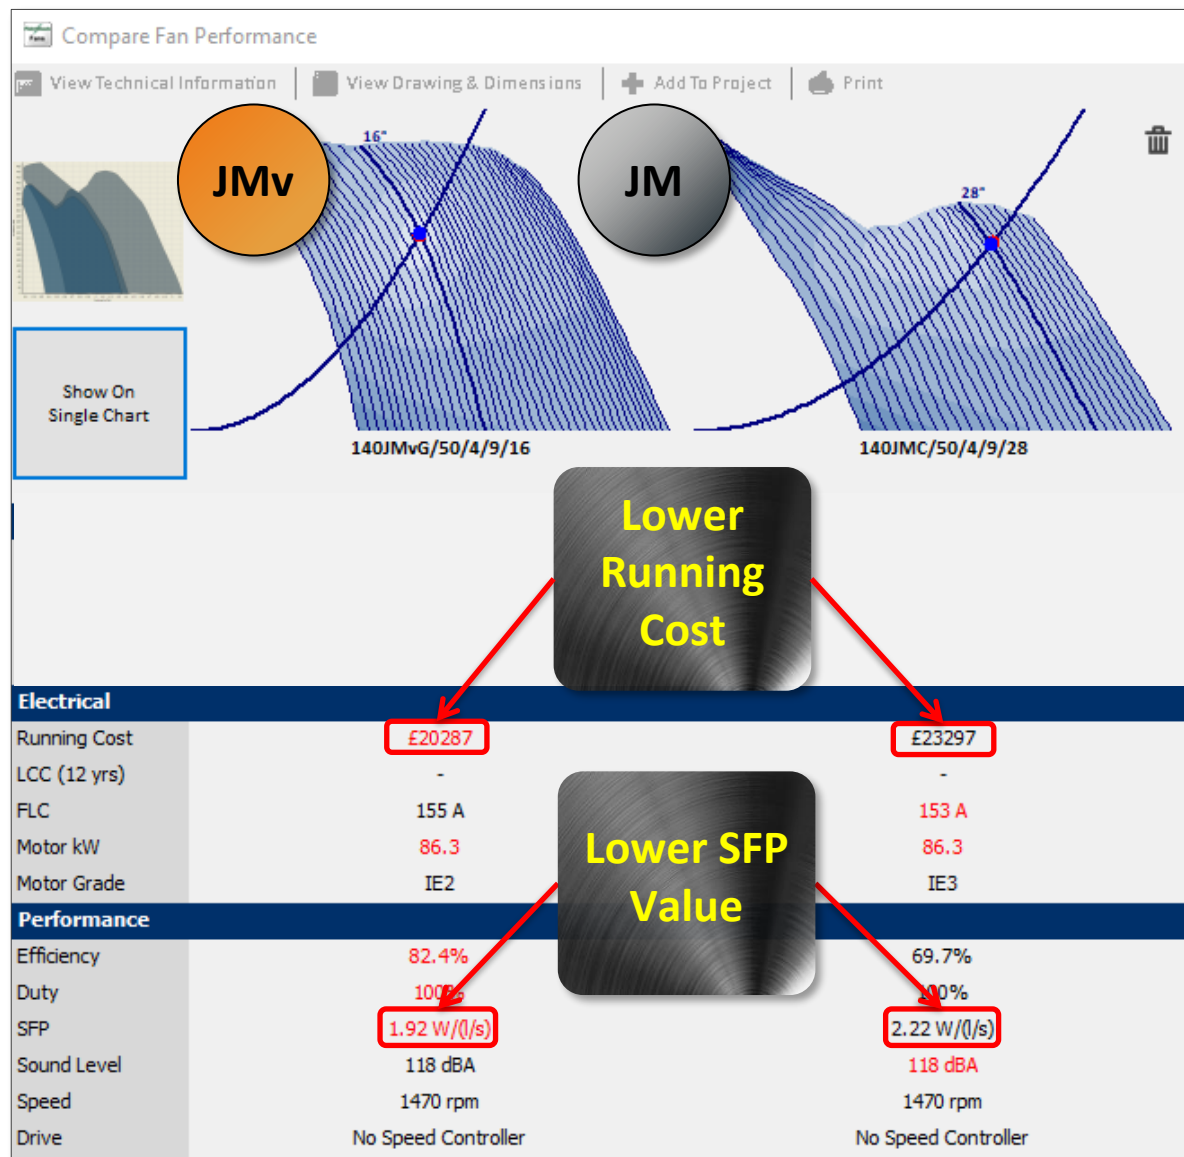 Compare Fan Performance
View Technical Information
View Drawing & Dimensions
Add To Project
Print
JMv
16°
JM
28°
Show On
Single Chart
140JMvG/50/4/9/16
140JMC/50/4/9/28
Lower
Running
Cost
Electrical
Running Cost £20287 £23297
LCC (12 yrs) - -
FLC 155 A 153 A
Motor kW 86.3 86.3
Motor Grade IE2 IE3
Lower SFP
Value
Performance
Efficiency 82.4% 69.7%
Duty 100% 100%
SFP 1.92 W/(l/s) 2.22 W/(l/s)
Sound Level 118 dBA 118 dBA
Speed 1470 rpm 1470 rpm
Drive No Speed Controller No Speed Controller